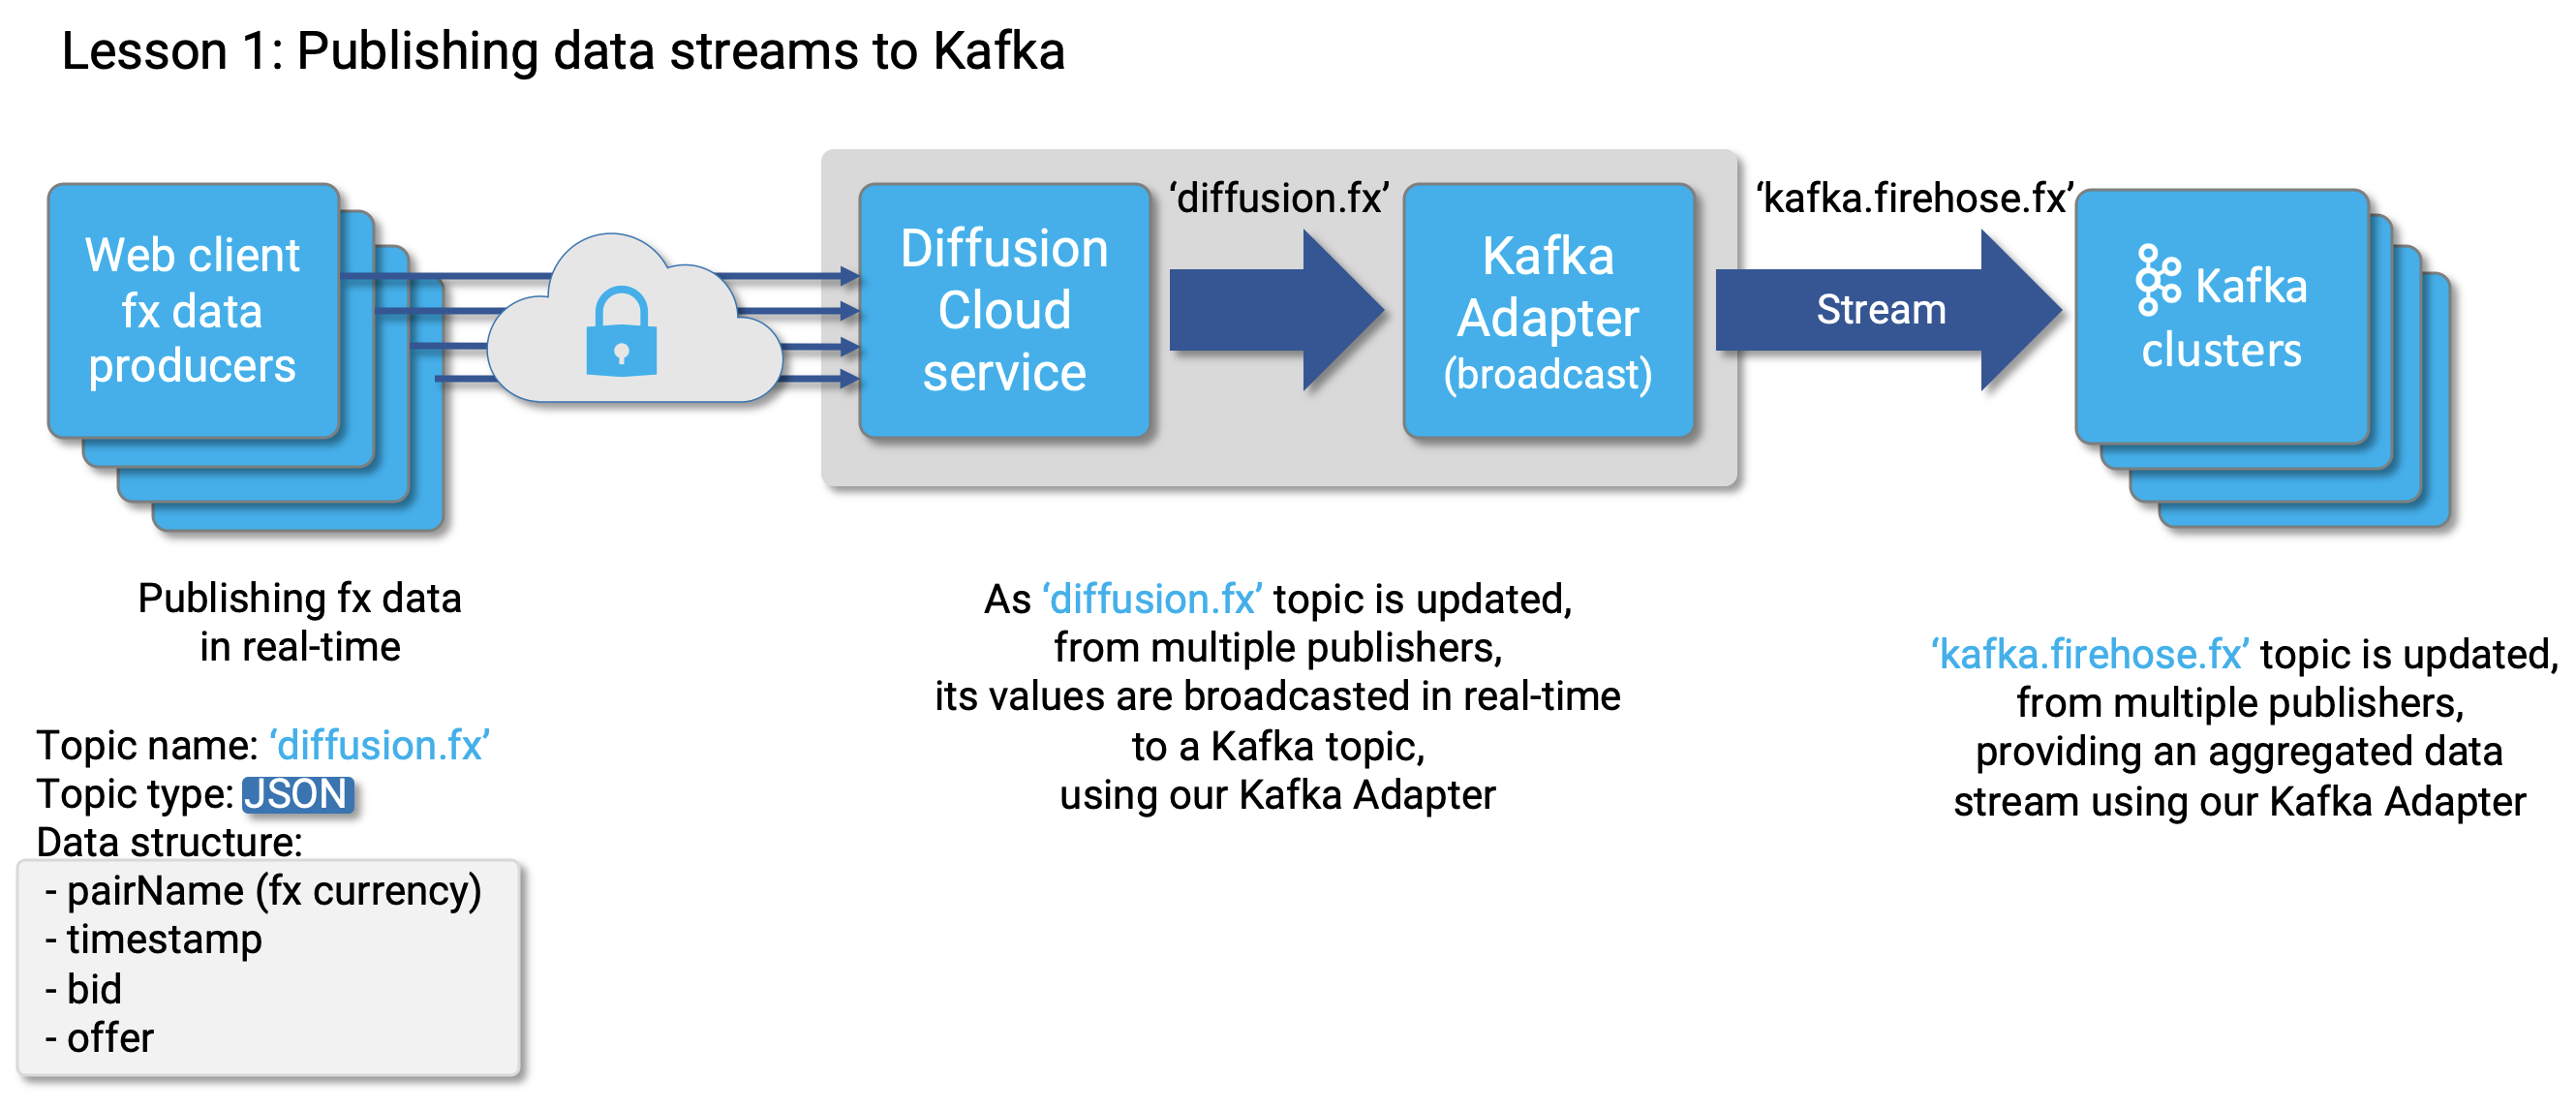 Lesson 1: Publishing data streams to Kafka
Web client
fx data
producers
Diffusion
Cloud
service
‘diffusion.fx’
Kafka
Adapter
(broadcast)
‘kafka.firehose.fx’
Stream
Kafka
clusters
Publishing fx data
in real-time
Topic name: ‘diffusion.fx’
Topic type: JSON
Data structure:
- pairName (fx currency)
- timestamp
- bid
- offer
As ‘diffusion.fx’ topic is updated,
from multiple publishers,
its values are broadcasted in real-time
to a Kafka topic,
using our Kafka Adapter
‘kafka.firehose.fx’ topic is updated,
from multiple publishers,
providing an aggregated data
stream using our Kafka Adapter